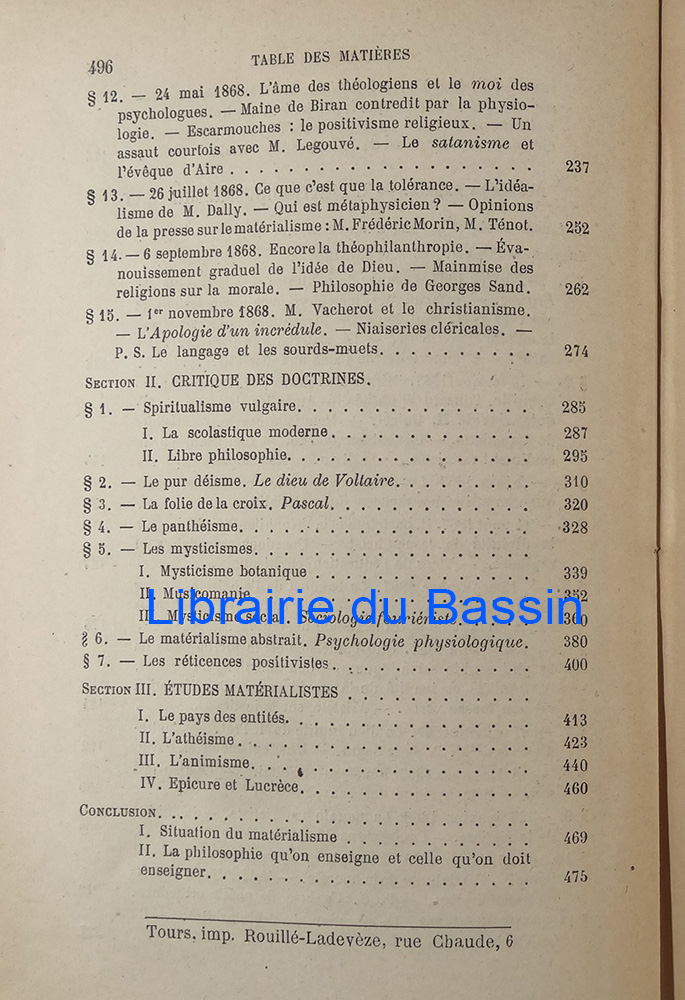 496 TABLE DES MATIÈRES
§ 12. — 24 mai 1868. L'âme des théologiens et le moi des
psychologues. — Maine de Biran contredit par la physio-
logie. — Escarmouches : le positivisme religieux. — Un
assaut courtois avec M. Legouvé. — Le satanisme et
l'évêque d'Aire . . . . . . . . . . . . . . . . . . 237
§ 13. — 26 juillet 1868. Ce que c'est que la tolérance. — L'idéa-
lisme de M. Dally. — Qui est métaphysicien ? — Opinions
de la presse sur le matérialisme : M. Frédéric Morin, M. Ténot. 252
§ 14. — 6 septembre 1868. Encore la théophilanthropie. — Éva-
nouissement graduel de l'idée de Dieu. — Mainmise des
religions sur la morale. — Philosophie de Georges Sand. 262
§ 15. — 1er novembre 1868. M. Vacherot et le christianisme.
— L'Apologie d'un incrédule. — Niaiseries cléricales. —
P. S. Le langage et les sourds-muets. . . . . . . . . . 274
SECTION II. CRITIQUE DES DOCTRINES.
§ 1. — Spiritualisme vulgaire. . . . . . . . . . . . . . 285
I. La scolastique moderne. . . . . . . . . . . . 287
II. Libre philosophie. . . . . . . . . . . . . . . 295
§ 2. — Le pur déisme. Le dieu de Voltaire. . . . . . . . 310
§ 3. — La folie de la croix. Pascal. . . . . . . . . . . . 320
§ 4. — Le panthéisme. . . . . . . . . . . . . . . . . . 328
§ 5. — Les mysticismes. . . . . . . . . . . . . . . . .
I. Mysticisme botanique . . . . . . . . . . . . . 339
II. Musicomanie . . . . . . . . . . . . . . . . . 352
III. Mysticisme social. Sociologie fouriériste. . . . . . 360
Librairie du Bassin
§ 6. — Le matérialisme abstrait. Psychologie physiologique. 380
§ 7. — Les réticences positivistes. . . . . . . . . . . . 400
SECTION III. ÉTUDES MATÉRIALISTES . . . . . . . . . . .
I. Le pays des entités. . . . . . . . . . . . . . . 413
II. L'athéisme. . . . . . . . . . . . . . . . . . . 423
III. L'animisme. . . . . . . . . . . . . . . . . . 440
IV. Epicure et Lucrèce. . . . . . . . . . . . . . . 460
CONCLUSION. . . . . . . . . . . . . . . . . . . . . .
I. Situation du matérialisme . . . . . . . . . . . 469
II. La philosophie qu'on enseigne et celle qu'on doit
enseigner. . . . . . . . . . . . . . . . . . . 475
Tours, imp. Rouillé-Ladevèze, rue Chaude, 6